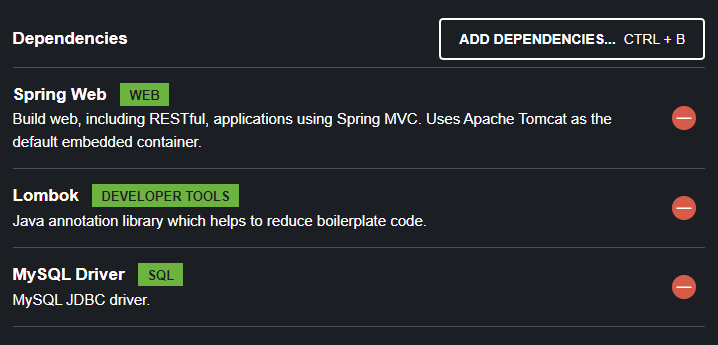 Dependencies
ADD DEPENDENCIES... CTRL + B
Spring Web WEB
Build web, including RESTful, applications using Spring MVC. Uses Apache Tomcat as the
default embedded container.
Lombok DEVELOPER TOOLS
Java annotation library which helps to reduce boilerplate code.
MySQL Driver SQL
MySQL JDBC driver.